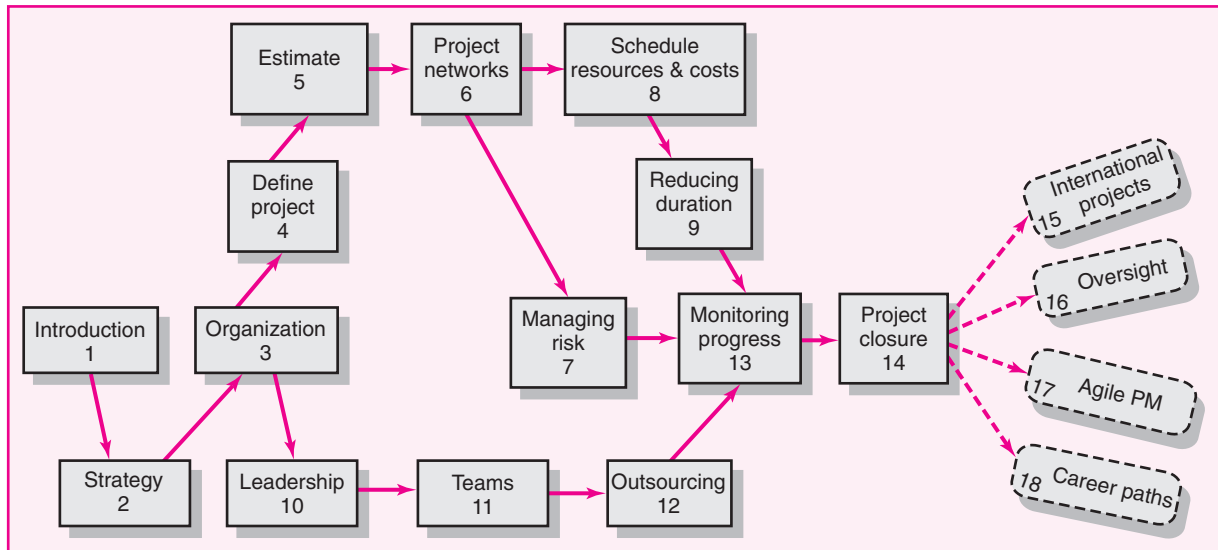 Estimate
5
Project
networks
6
Schedule
resources & costs
8
Define
project
4
Reducing
duration
9
International
projects
15
Oversight
16
Introduction
1
Organization
3
Managing
risk
7
Monitoring
progress
13
Project
closure
14
Agile PM
17
Strategy
2
Leadership
10
Teams
11
Outsourcing
12
Career paths
18